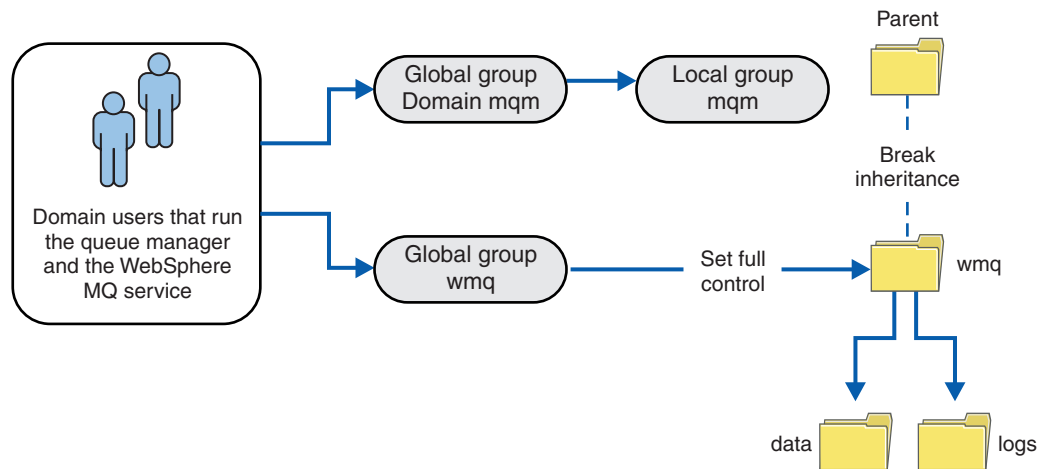 Parent
Global group
Domain mqm
Local group
mqm
Break
inheritance
Domain users that run
the queue manager
and the WebSphere
MQ service
Global group
wmq
Set full
control
wmq
data
logs